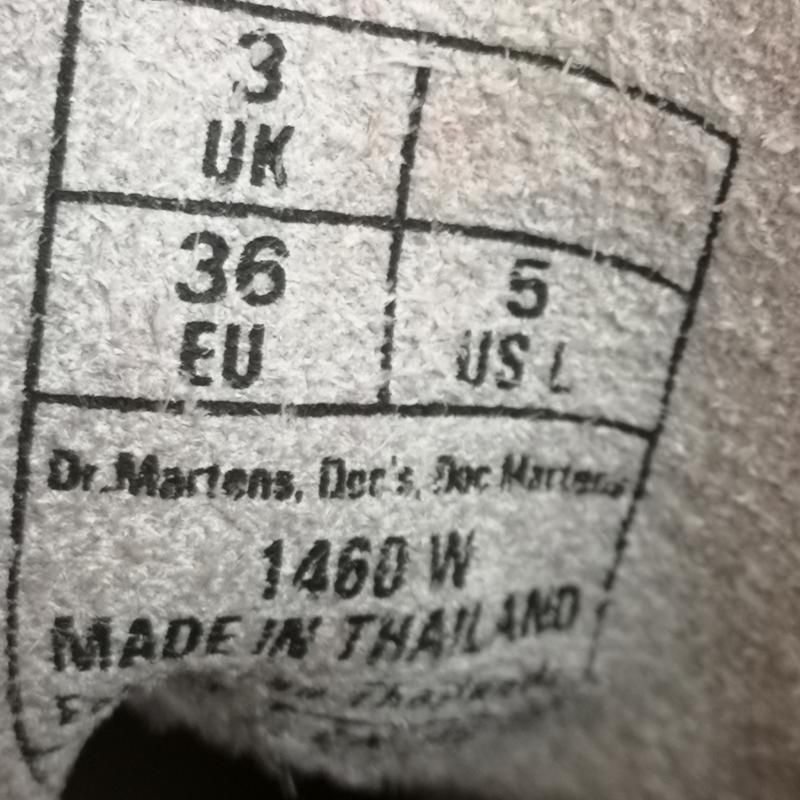 3
UK
36
EU
5
US L
Dr. Martens, Doc's, Doc Martens
1460 W
MADE IN THAILAND